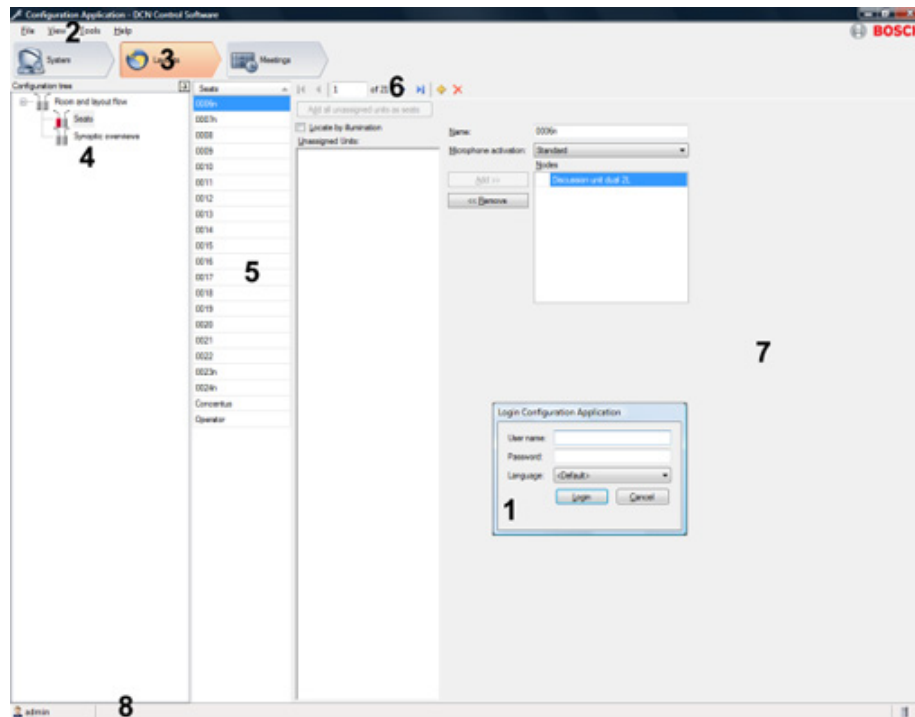 Configuration Application - DCN Control Software
File View 2 Tools Help
BOSCH
System 3 Meetings
Configuration tree
Room and layout flow
Seats
Synoptic overviews
4
Seats
0006n
0007n
0008
0009
0010
0011
0012
0013
0014
0015
0016
0017
0018
0019
0020
0021
0022
0023n
0024n
Concentus
Operator
5
1 of 21 6
Add all unassigned units as seats
Locate by illumination
Unassigned Units:
Name: 0006n
Microphone activation: Standard
Nodes
Add >>
Discussion unit dual 2L
<< Remove
7
Login Configuration Application
User name:
Password:
Language: <Default>
Login Cancel
1
admin 8